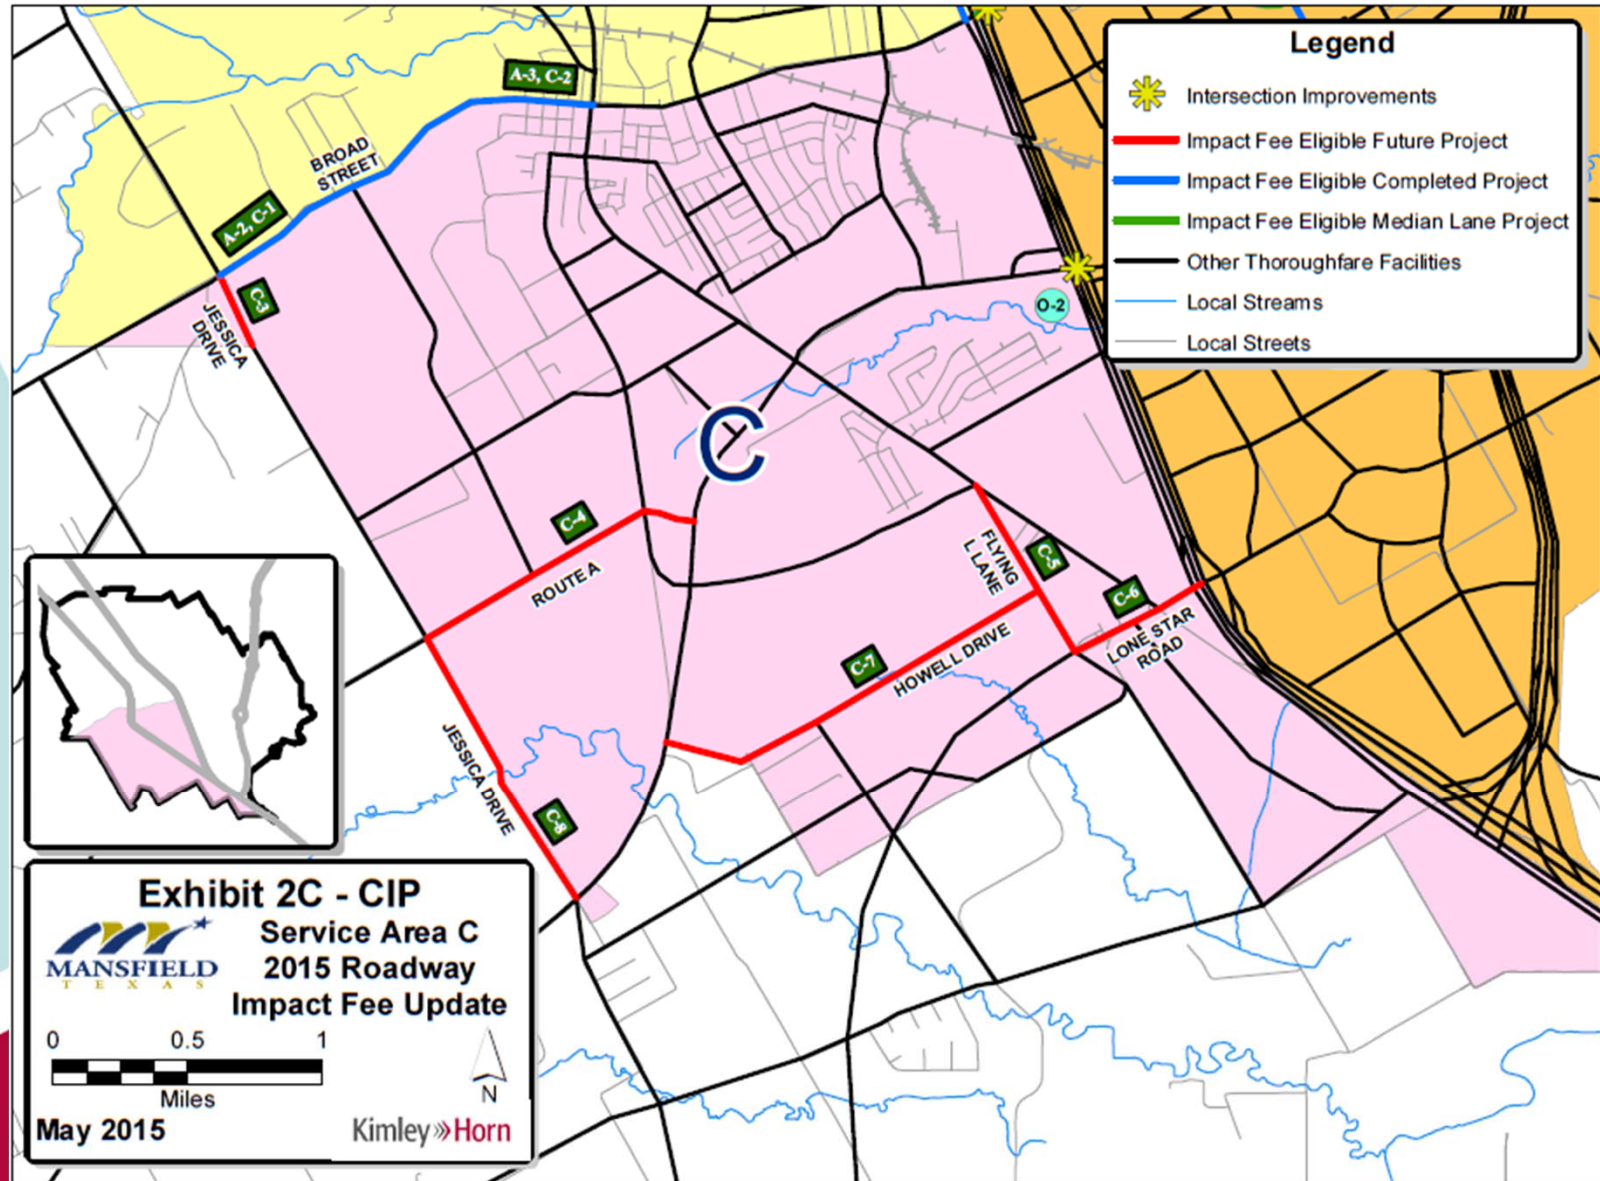 A-3, C-2
BROAD
STREET
A-2, C-1
C-3
JESSICA
DRIVE
O-2
C
C-4
ROUTE A
FLYING
L LANE
C-5
C-6
LONE STAR
ROAD
C-7
HOWELL DRIVE
JESSICA DRIVE
C-8
Legend
Intersection Improvements
Impact Fee Eligible Future Project
Impact Fee Eligible Completed Project
Impact Fee Eligible Median Lane Project
Other Thoroughfare Facilities
Local Streams
Local Streets
Exhibit 2C - CIP
MANSFIELD
T E X A S
Service Area C
2015 Roadway
Impact Fee Update
0 0.5 1
Miles
N
May 2015
Kimley»Horn